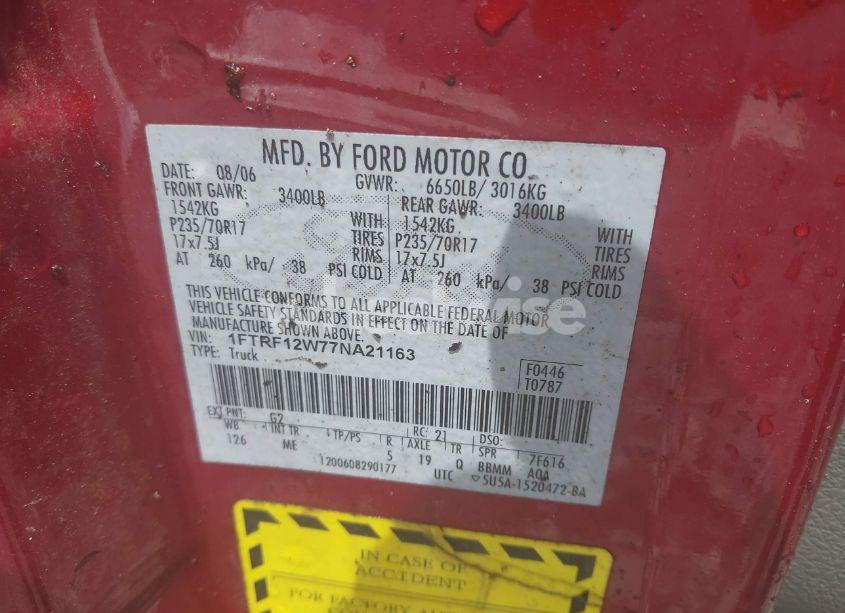 MFD. BY FORD MOTOR CO.
DATE: 08/06 GVWR: 6650LB/ 3016KG
FRONT GAWR: 3400LB REAR GAWR: 3400LB
1542KG WITH 1542KG WITH
P235/70R17 TIRES P235/70R17 TIRES
17x7.5J RIMS 17x7.5J RIMS
AT 260 kPa/ 38 PSI COLD AT 260 kPa/ 38 PSI COLD
THIS VEHICLE CONFORMS TO ALL APPLICABLE FEDERAL MOTOR
VEHICLE SAFETY STANDARDS IN EFFECT ON THE DATE OF
MANUFACTURE SHOWN ABOVE.
VIN: 1FTRF12W77NA21163
TYPE: Truck
F0446
T0787
EXT PNT: G2 RC: 21 DSO:
WB INT TR TP/PS R AXLE TR SPR 7F616
126 ME 5 19 Q BBMM AOA
1200608290177 UTC ▽5U5A-1520472-BA
IN CASE OF
ACCIDENT